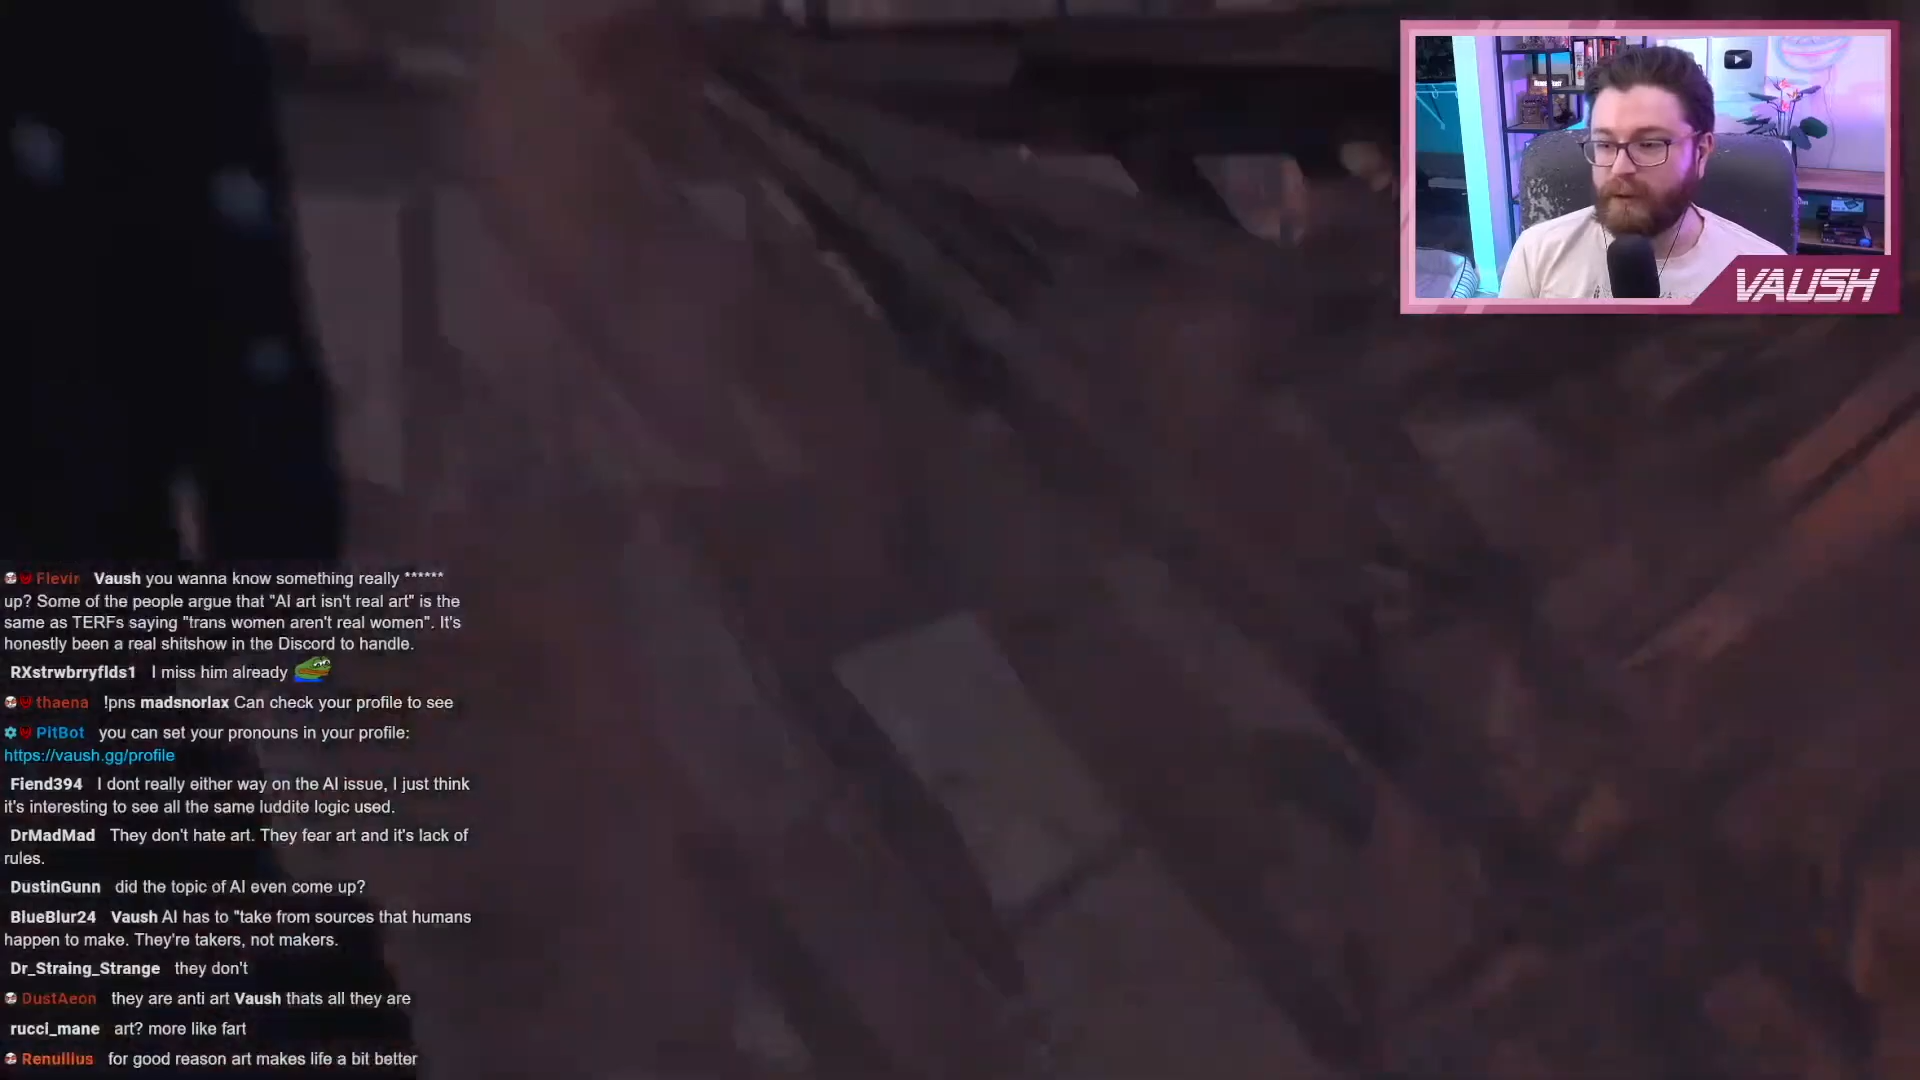 VAUSH
Flevin Vaush you wanna know something really ******
up? Some of the people argue that "AI art isn't real art" is the
same as TERFs saying "trans women aren't real women". It's
honestly been a real shitshow in the Discord to handle.
RXstrwbrryflds1 I miss him already
thaena !pns madsnorlax Can check your profile to see
PitBot you can set your pronouns in your profile:
https://vaush.gg/profile
Fiend394 I dont really either way on the AI issue, I just think
it's interesting to see all the same luddite logic used.
DrMadMad They don't hate art. They fear art and it's lack of
rules.
DustinGunn did the topic of AI even come up?
BlueBlur24 Vaush AI has to "take from sources that humans
happen to make. They're takers, not makers.
Dr_Straing_Strange they don't
DustAeon they are anti art Vaush thats all they are
rucci_mane art? more like fart
Renullius for good reason art makes life a bit better